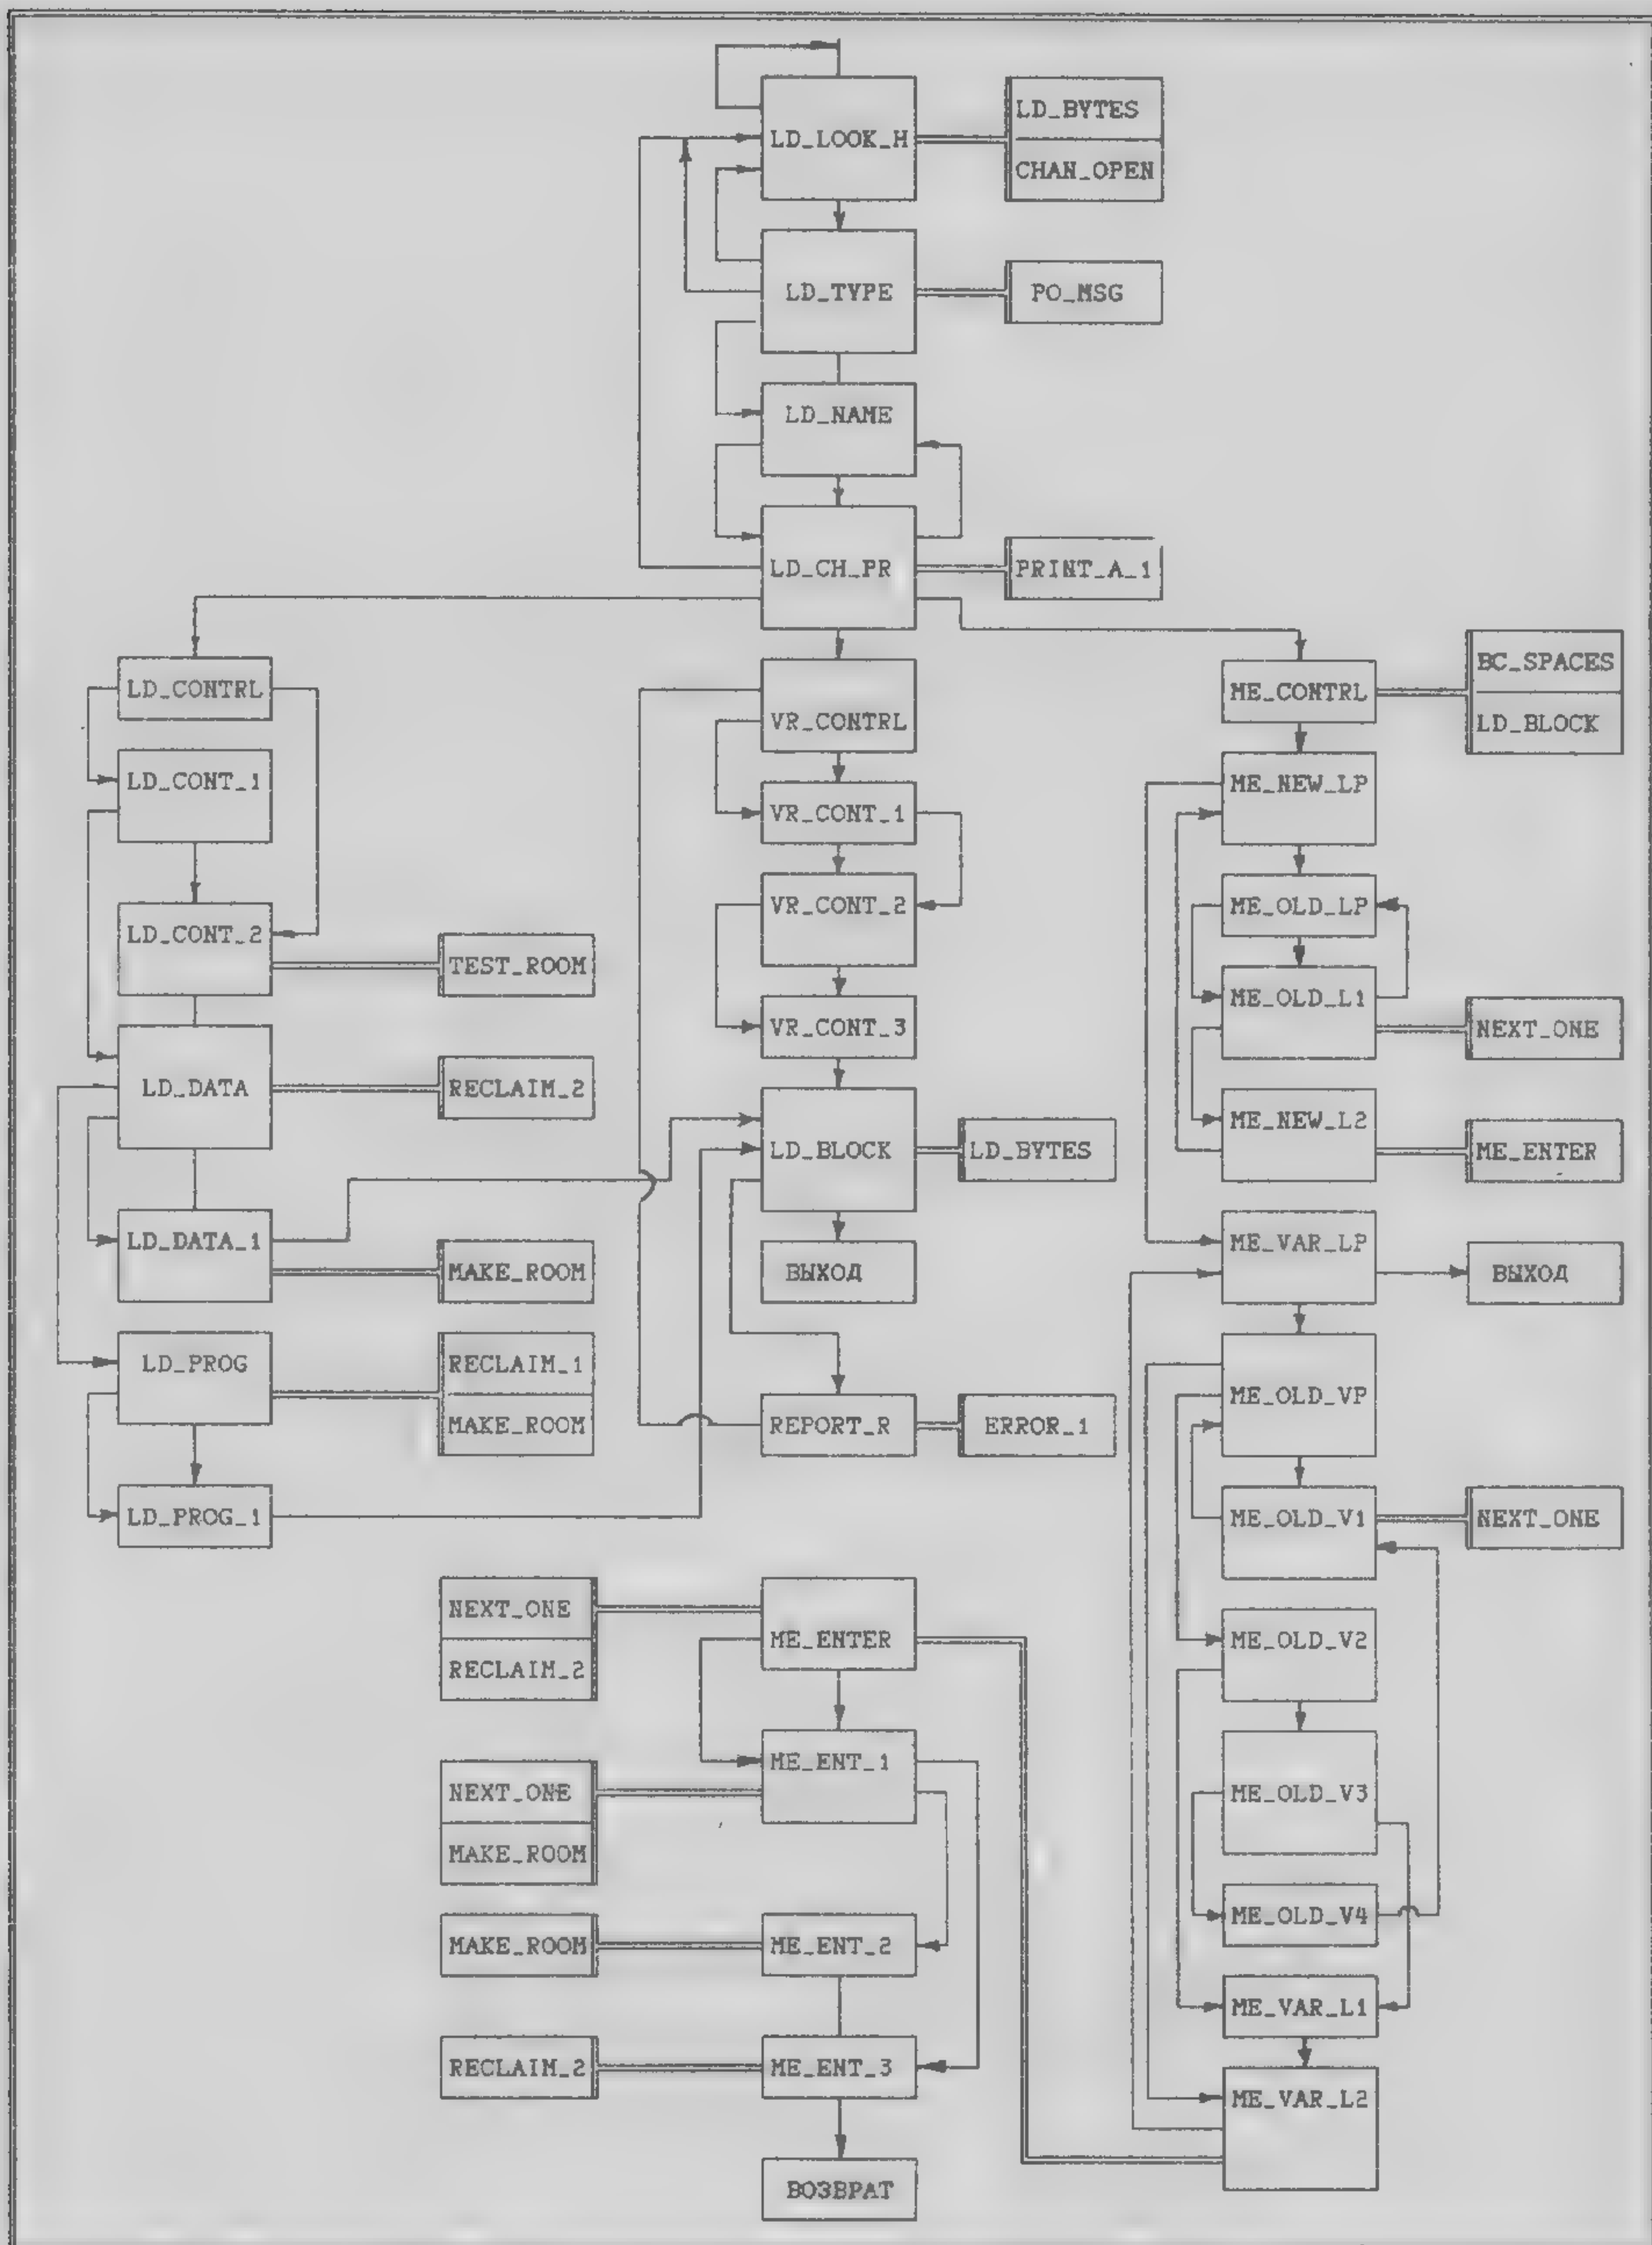 LD_BYTES
LD_LOOK_H
CHAN_OPEN
LD_TYPE
PO_MSG
LD_NAME
LD_CH_PR
PRINT_A_1
LD_CONTRL
VR_CONTRL
ME_CONTRL
BC_SPACES
LD_BLOCK
LD_CONT_1
VR_CONT_1
ME_NEW_LP
LD_CONT_2
VR_CONT_2
ME_OLD_LP
TEST_ROOM
VR_CONT_3
ME_OLD_L1
NEXT_ONE
LD_DATA
RECLAIM_2
LD_BLOCK
LD_BYTES
ME_NEW_L2
ME_ENTER
LD_DATA_1
MAKE_ROOM
ВЫХОД
ME_VAR_LP
ВЫХОД
LD_PROG
RECLAIM_1
MAKE_ROOM
REPORT_R
ERROR_1
ME_OLD_VP
LD_PROG_1
ME_OLD_V1
NEXT_ONE
NEXT_ONE
RECLAIM_2
ME_ENTER
ME_OLD_V2
NEXT_ONE
MAKE_ROOM
ME_ENT_1
ME_OLD_V3
MAKE_ROOM
ME_ENT_2
ME_OLD_V4
ME_VAR_L1
RECLAIM_2
ME_ENT_3
ME_VAR_L2
ВОЗВРАТ